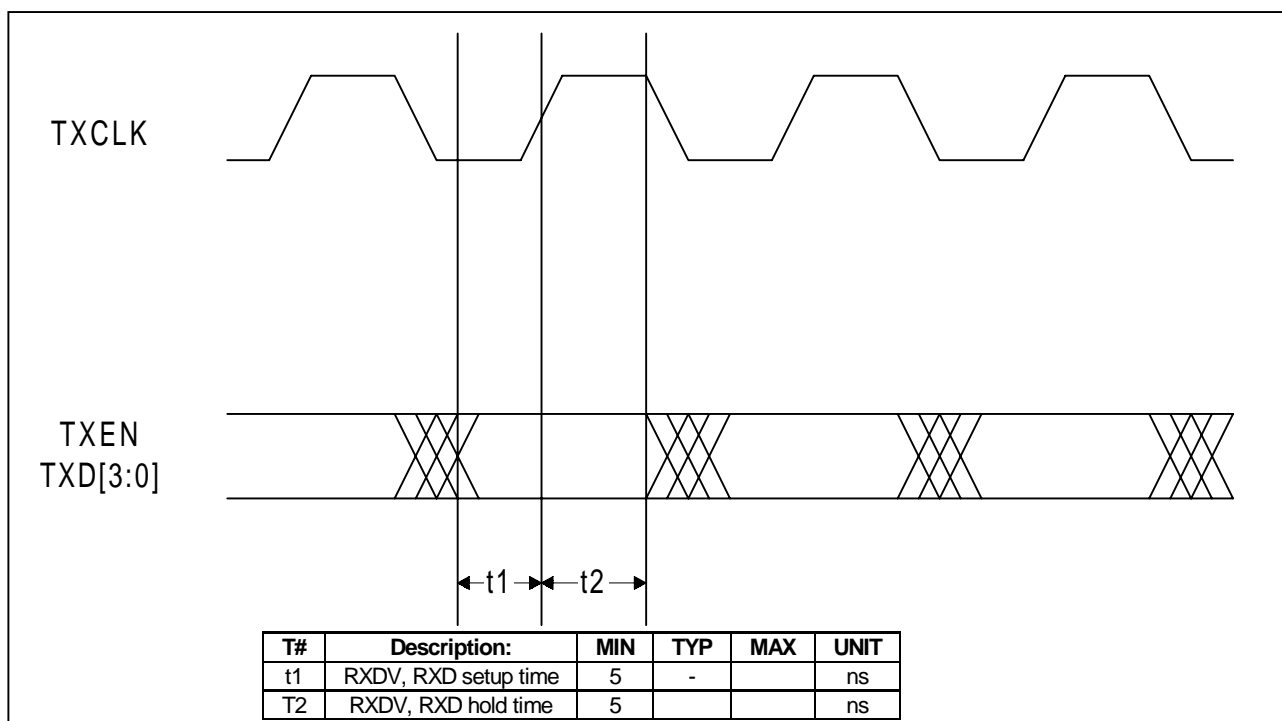 TXCLK
TXEN
TXD[3:0]
t1 t2
T# Description: MIN TYP MAX UNIT
t1 RXDV, RXD setup time 5 - ns
T2 RXDV, RXD hold time 5 ns